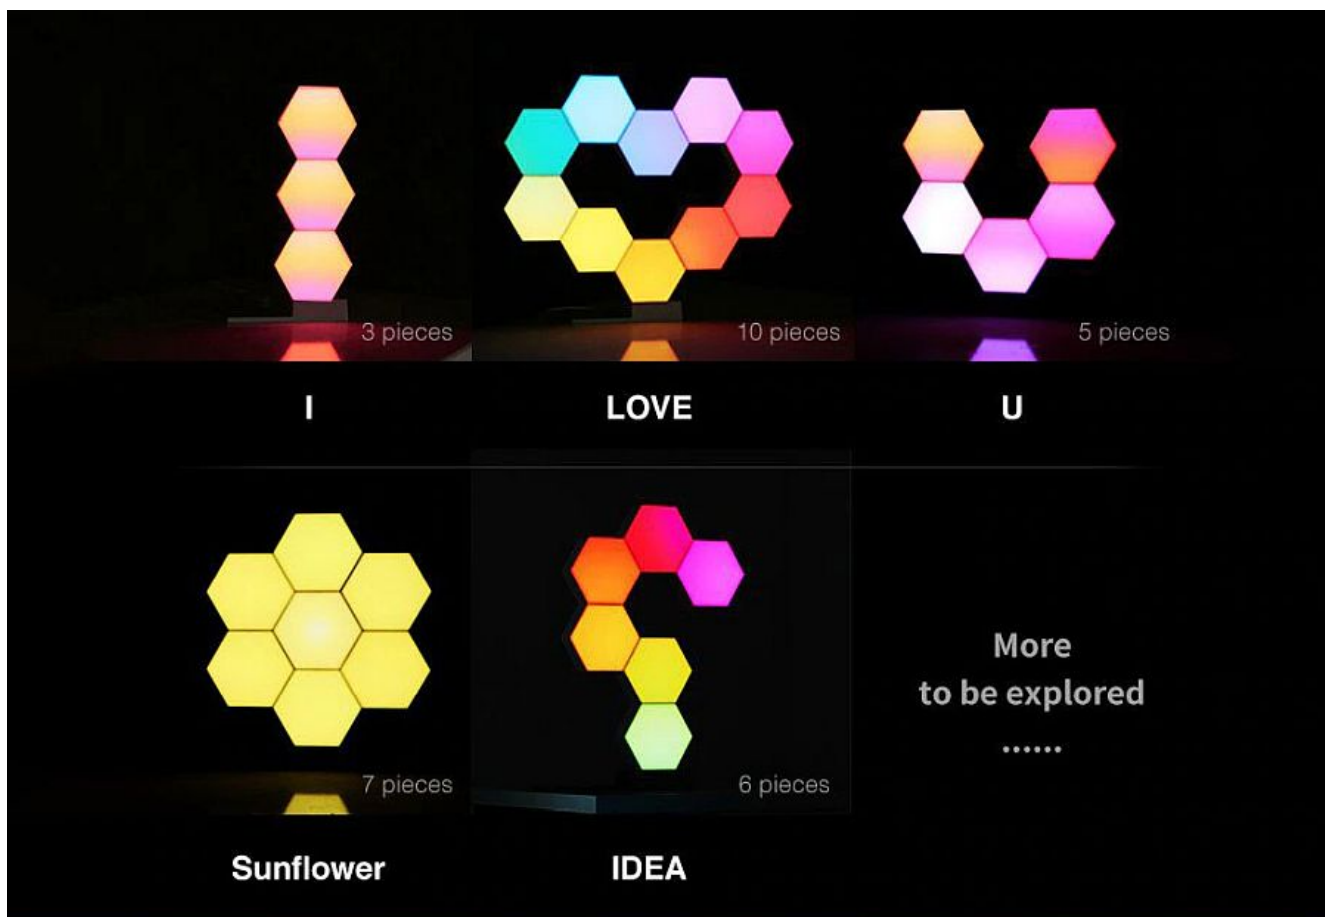 3 pieces
10 pieces
5 pieces
I
LOVE
U
7 pieces
6 pieces
More
to be explored
......
Sunflower
IDEA